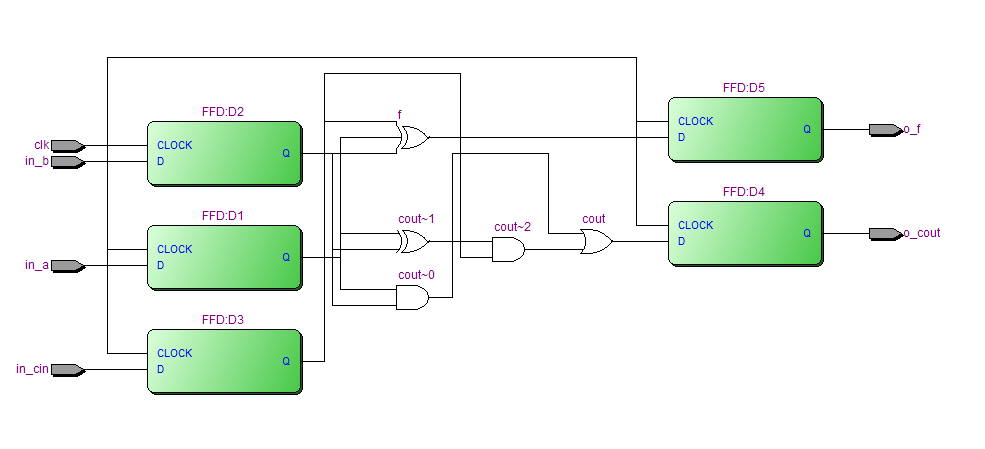 FFD:D5
CLOCK
D
Q
o_f
FFD:D2
clk
in_b
CLOCK
D
Q
f
FFD:D1
in_a
CLOCK
D
Q
cout~1
cout~2
cout
FFD:D4
CLOCK
D
Q
o_cout
cout~0
FFD:D3
in_cin
CLOCK
D
Q